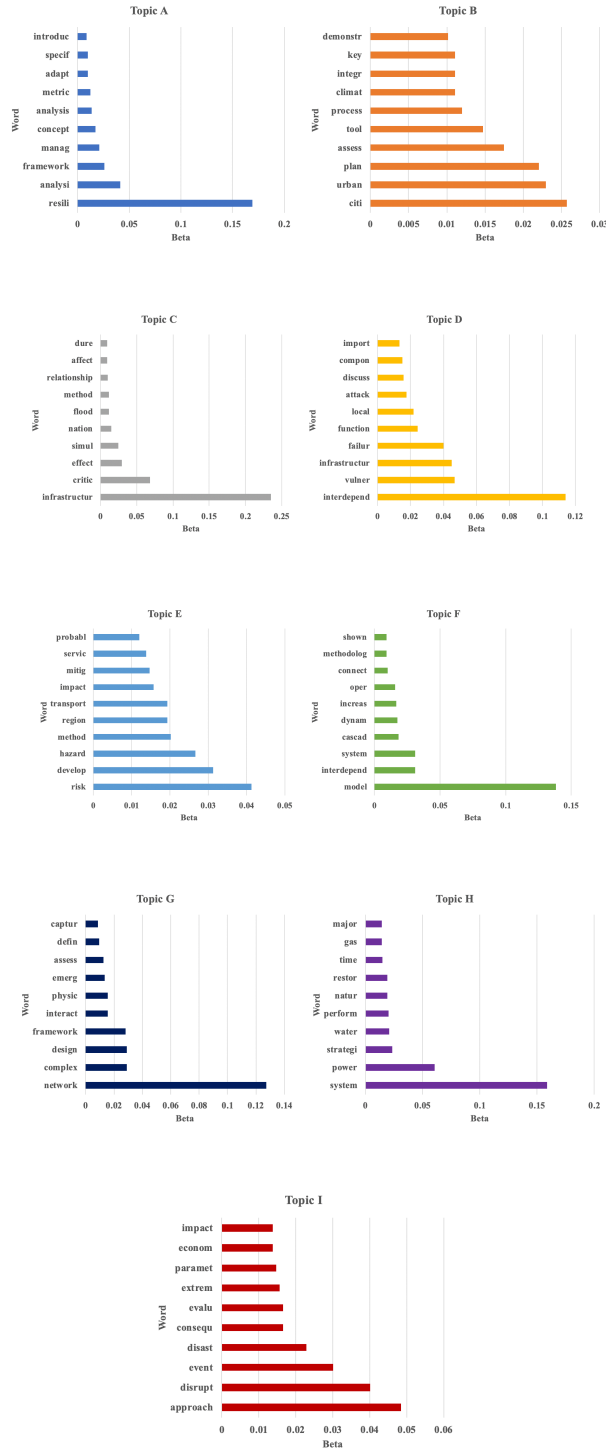 Topic A
introduc
specif
adapt
metric
analysis
concept
manag
framework
analysi
resili
Word
0 0.05 0.1 0.15 0.2
Beta
Topic B
demonstr
key
integr
climat
process
tool
assess
plan
urban
citi
Word
0 0.005 0.01 0.015 0.02 0.025 0.03
Beta
Topic C
dure
affect
relationship
method
flood
nation
simul
effect
critic
infrastructur
Word
0 0.05 0.1 0.15 0.2 0.25
Beta
Topic D
import
compon
discuss
attack
local
function
failur
infrastructur
vulner
interdepend
Word
0 0.02 0.04 0.06 0.08 0.1 0.12
Beta
Topic E
probabl
servic
mitig
impact
transport
region
method
hazard
develop
risk
Word
0 0.01 0.02 0.03 0.04 0.05
Beta
Topic F
shown
methodolog
connect
oper
increas
dynam
cascad
system
interdepend
model
Word
0 0.05 0.1 0.15
Beta
Topic G
captur
defin
assess
emerg
physic
interact
framework
design
complex
network
Word
0 0.02 0.04 0.06 0.08 0.1 0.12 0.14
Beta
Topic H
major
gas
time
restor
natur
perform
water
strategi
power
system
Word
0 0.05 0.1 0.15 0.2
Beta
Topic I
impact
econom
paramet
extrem
evalu
consequ
disast
event
disrupt
approach
Word
0 0.01 0.02 0.03 0.04 0.05 0.06
Beta